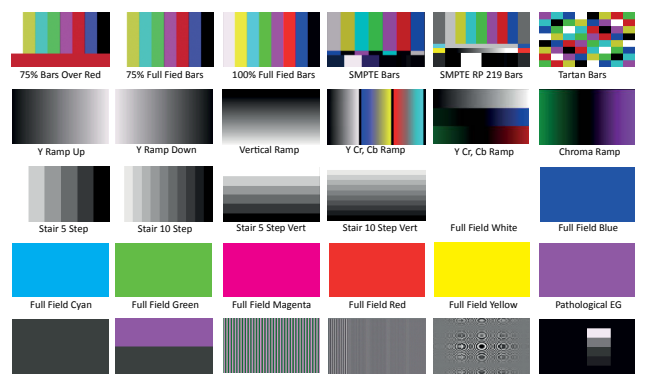 75% Bars Over Red
75% Full Fied Bars
100% Full Fied Bars
SMPTE Bars
SMPTE RP 219 Bars
Tartan Bars
Y Ramp Up
Y Ramp Down
Vertical Ramp
Y Cr, Cb Ramp
Y Cr, Cb Ramp
Chroma Ramp
Stair 5 Step
Stair 10 Step
Stair 5 Step Vert
Stair 10 Step Vert
Full Field White
Full Field Blue
Full Field Cyan
Full Field Green
Full Field Magenta
Full Field Red
Full Field Yellow
Pathological EG